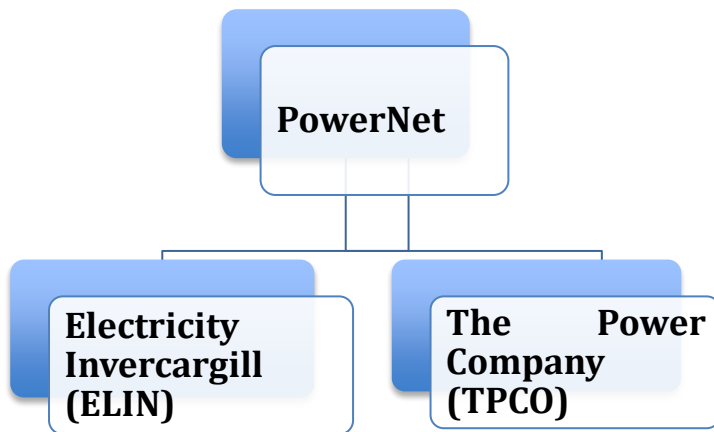 PowerNet
Electricity
Invercargill
(ELIN)
The Power
Company
(TPCO)